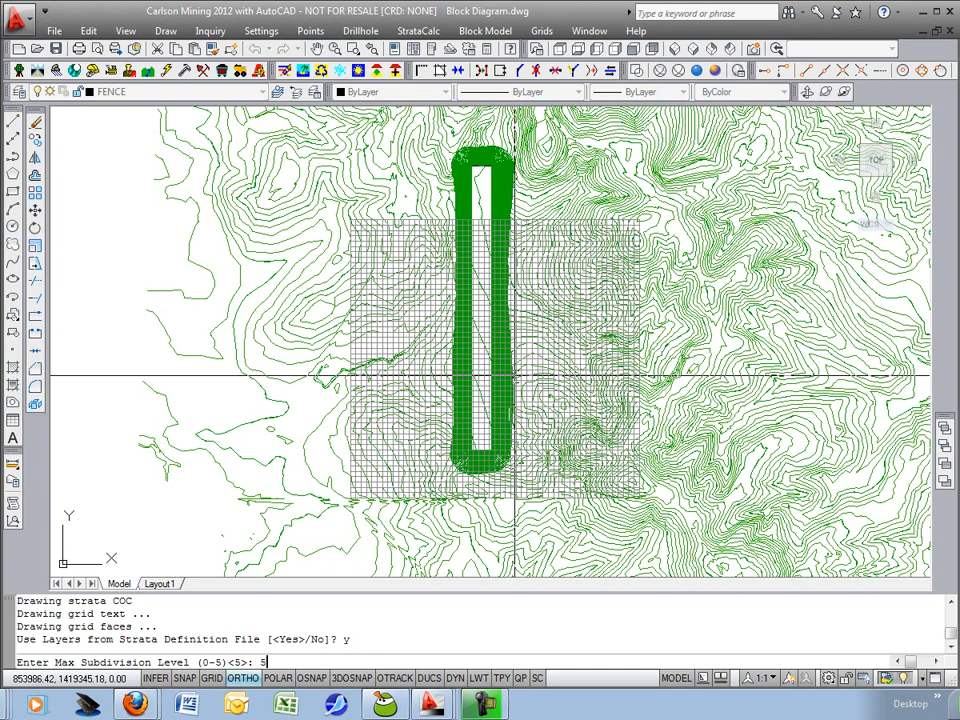 Carlson Mining 2012 with AutoCAD - NOT FOR RESALE [CRD: NONE] Block Diagram.dwg
Type a keyword or phrase
File Edit View Draw Inquiry Settings Points Drillhole StrataCalc Block Model Grids Window Help
FENCE ByLayer ByLayer ByLayer ByColor
TOP
Y
X
Model Layout1
Drawing strata COC
Drawing grid text ...
Drawing grid faces ...
Use Layers from Strata Definition File [<Yes>/No]? y
Enter Max Subdivision Level (0-5)<5>: 5
853986.42, 1419345.18, 0.00 INFER SNAP GRID ORTHO POLAR OSNAP 3DOSNAP OTRACK DUCS DYN LWT TPY QP SC MODEL 1:1
Desktop